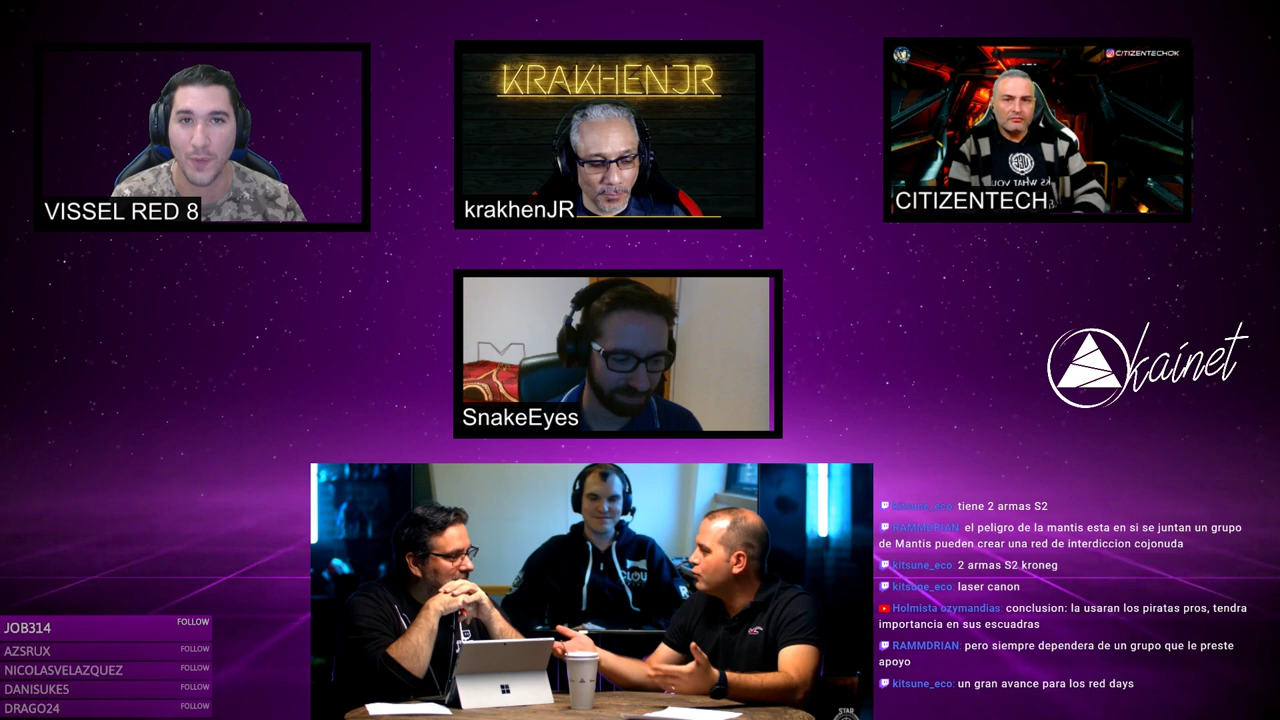 KRAKHENJR
CITIZENTECHOK
VISSEL RED 8
krakhenJR
CITIZENTECH
SnakeEyes
kainet
kitsune_eco: tiene 2 armas S2
RAMMDRIAN: el peligro de la mantis esta en si se juntan un grupo
de Mantis pueden crear una red de interdiccion cojonuda
kitsune_eco: 2 armas S2 kroneg
kitsune_eco: laser canon
Holmista ozymandias: conclusion: la usaran los piratas pros, tendra
importancia en sus escuadras
RAMMDRIAN: pero siempre dependera de un grupo que le preste
apoyo
kitsune_eco: un gran avance para los red days
JOB314 FOLLOW
AZSRUX FOLLOW
NICOLASVELAZQUEZ FOLLOW
DANISUKE5 FOLLOW
DRAGO24 FOLLOW
CLOU
STAR